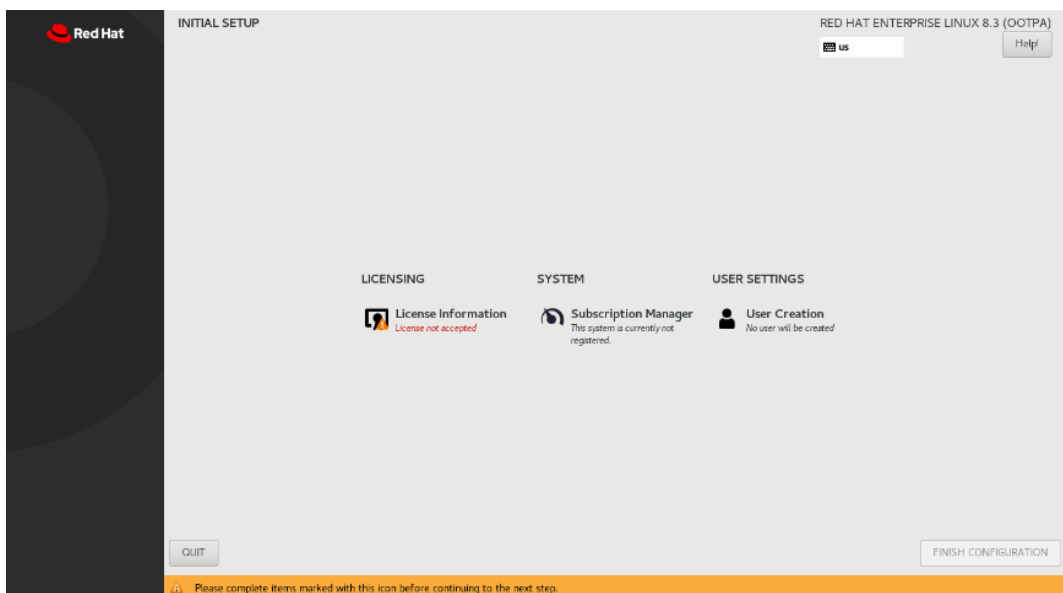 Red Hat
INITIAL SETUP
RED HAT ENTERPRISE LINUX 8.3 (OOTPA)
us
Help!
LICENSING
License Information
License not accepted
SYSTEM
Subscription Manager
This system is currently not
registered.
USER SETTINGS
User Creation
No user will be created
QUIT
FINISH CONFIGURATION
Please complete items marked with this icon before continuing to the next step.